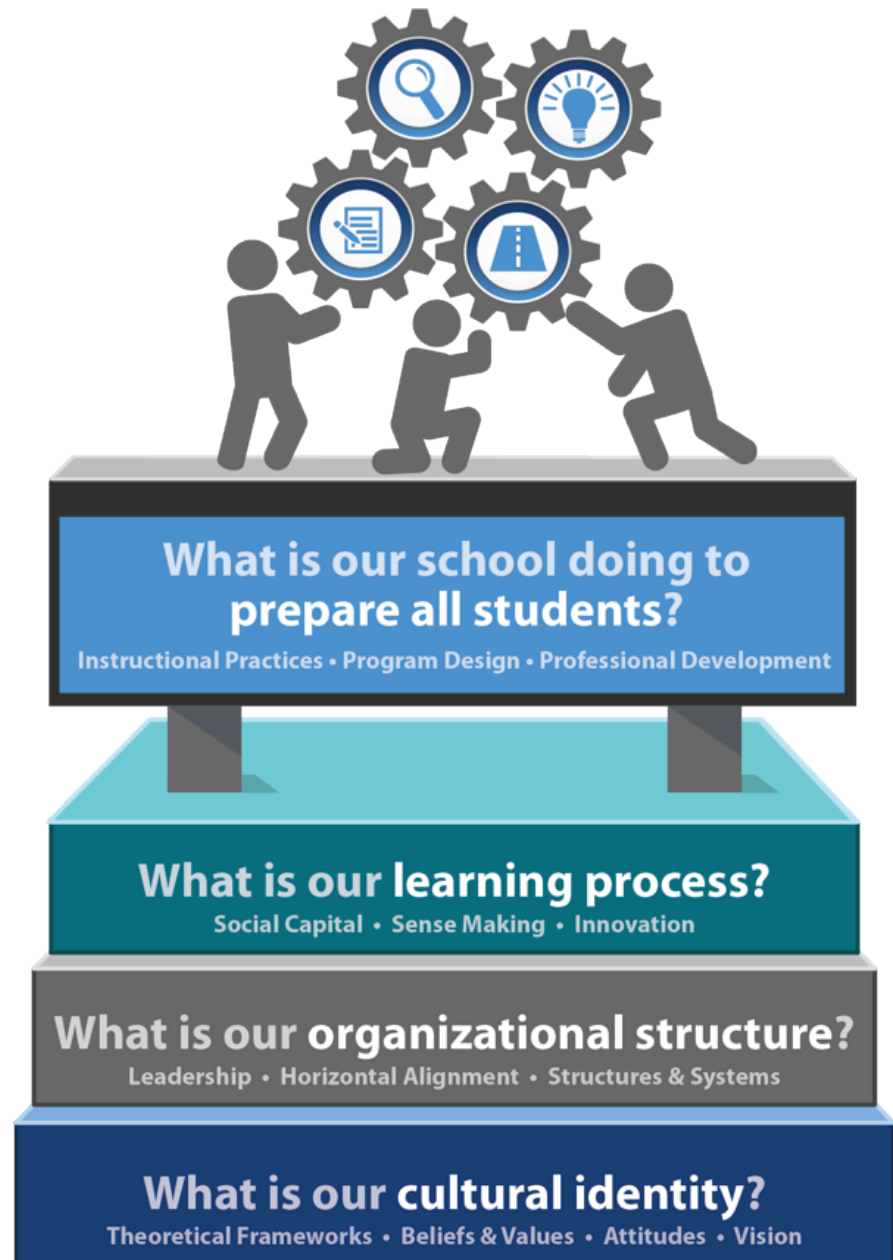 What is our school doing to
prepare all students?
Instructional Practices • Program Design • Professional Development
What is our learning process?
Social Capital • Sense Making • Innovation
What is our organizational structure?
Leadership • Horizontal Alignment • Structures & Systems
What is our cultural identity?
Theoretical Frameworks • Beliefs & Values • Attitudes • Vision